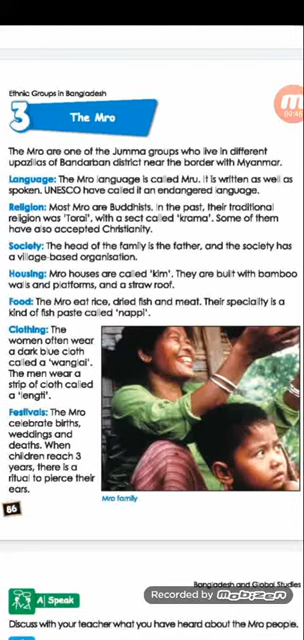 Ethnic Groups in Bangladesh
3 The Mro
00:46
The Mro are one of the Jumma groups who live in different
upazillas of Bandarban district near the border with Myanmar.
Language: The Mro language is called Mru. It is written as well as
spoken. UNESCO have called it an endangered language.
Religion: Most Mro are Buddhists. In the past, their traditional
religion was 'Torai', with a sect called 'krama'. Some of them
have also accepted Christianity.
Society: The head of the family is the father, and the society has
a village-based organisation.
Housing: Mro houses are called 'kim'. They are built with bamboo
walls and platforms, and a straw roof.
Food: The Mro eat rice, dried fish and meat. Their speciality is a
kind of fish paste called 'nappi'.
Clothing: The
women often wear
a dark blue cloth
called a 'wanglai'.
The men wear a
strip of cloth called
a 'lengti'.
Festivals: The Mro
celebrate births,
weddings and
deaths. When
children reach 3
years, there is a
ritual to pierce their
ears.
Mro family
66
Bangladesh and Global Studies
Recorded by mobizen
A Speak
Discuss with your teacher what you have heard about the Mro people.